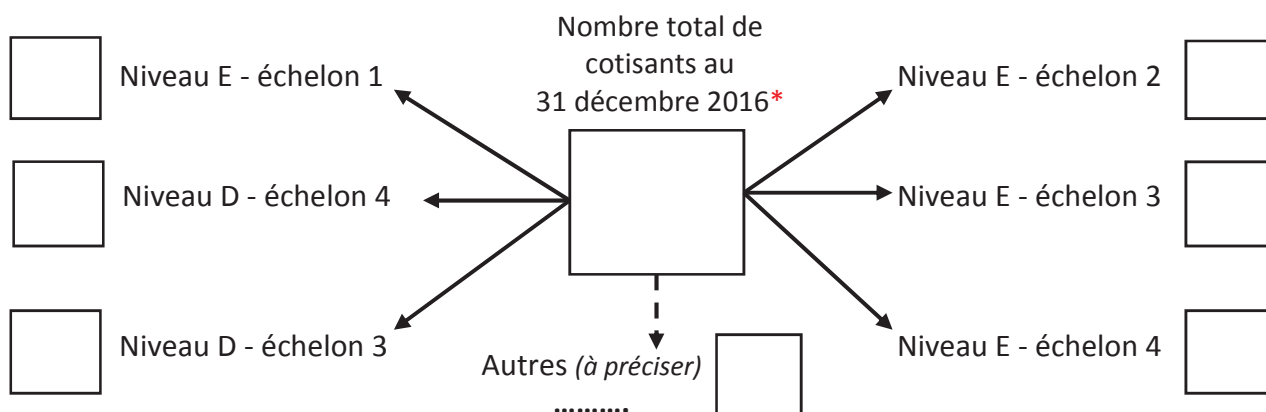 Nombre total de
cotisants au
31 décembre 2016*
Niveau E - échelon 1
Niveau E - échelon 2
Niveau D - échelon 4
Niveau E - échelon 3
Niveau D - échelon 3
Niveau E - échelon 4
Autres (à préciser)
..........